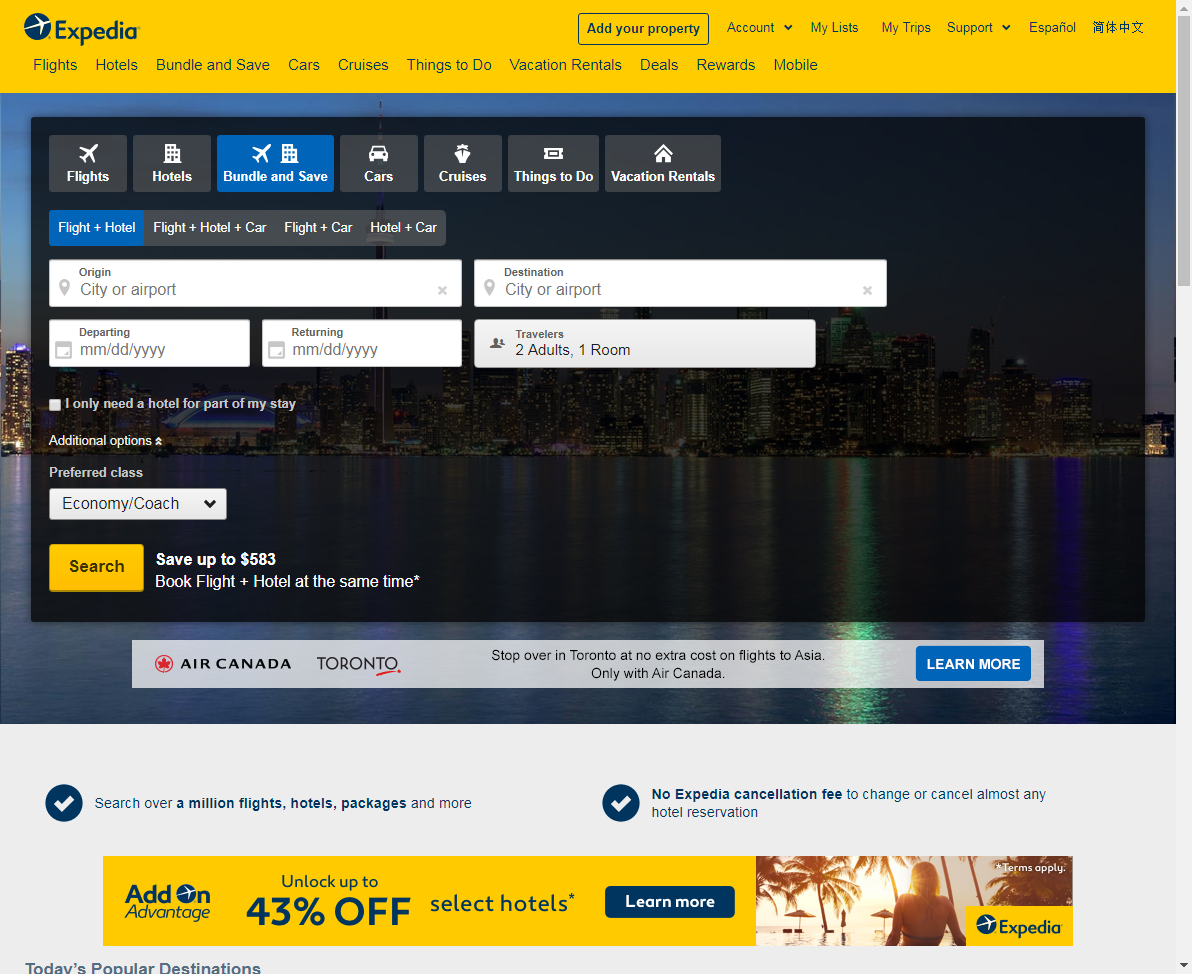 Expedia
Add your property
Account
My Lists
My Trips
Support
Español
简体中文
Flights
Hotels
Bundle and Save
Cars
Cruises
Things to Do
Vacation Rentals
Deals
Rewards
Mobile
Flights
Hotels
Bundle and Save
Cars
Cruises
Things to Do
Vacation Rentals
Flight + Hotel
Flight + Hotel + Car
Flight + Car
Hotel + Car
Origin
City or airport
Destination
City or airport
Departing
mm/dd/yyyy
Returning
mm/dd/yyyy
Travelers
2 Adults, 1 Room
I only need a hotel for part of my stay
Additional options
Preferred class
Economy/Coach
Search
Save up to $583
Book Flight + Hotel at the same time*
AIR CANADA
TORONTO
Stop over in Toronto at no extra cost on flights to Asia.
Only with Air Canada.
LEARN MORE
Search over a million flights, hotels, packages and more
No Expedia cancellation fee to change or cancel almost any
hotel reservation
Add On
Advantage
Unlock up to
43% OFF
select hotels*
Learn more
*Terms apply.
Expedia
Today's Popular Destinations